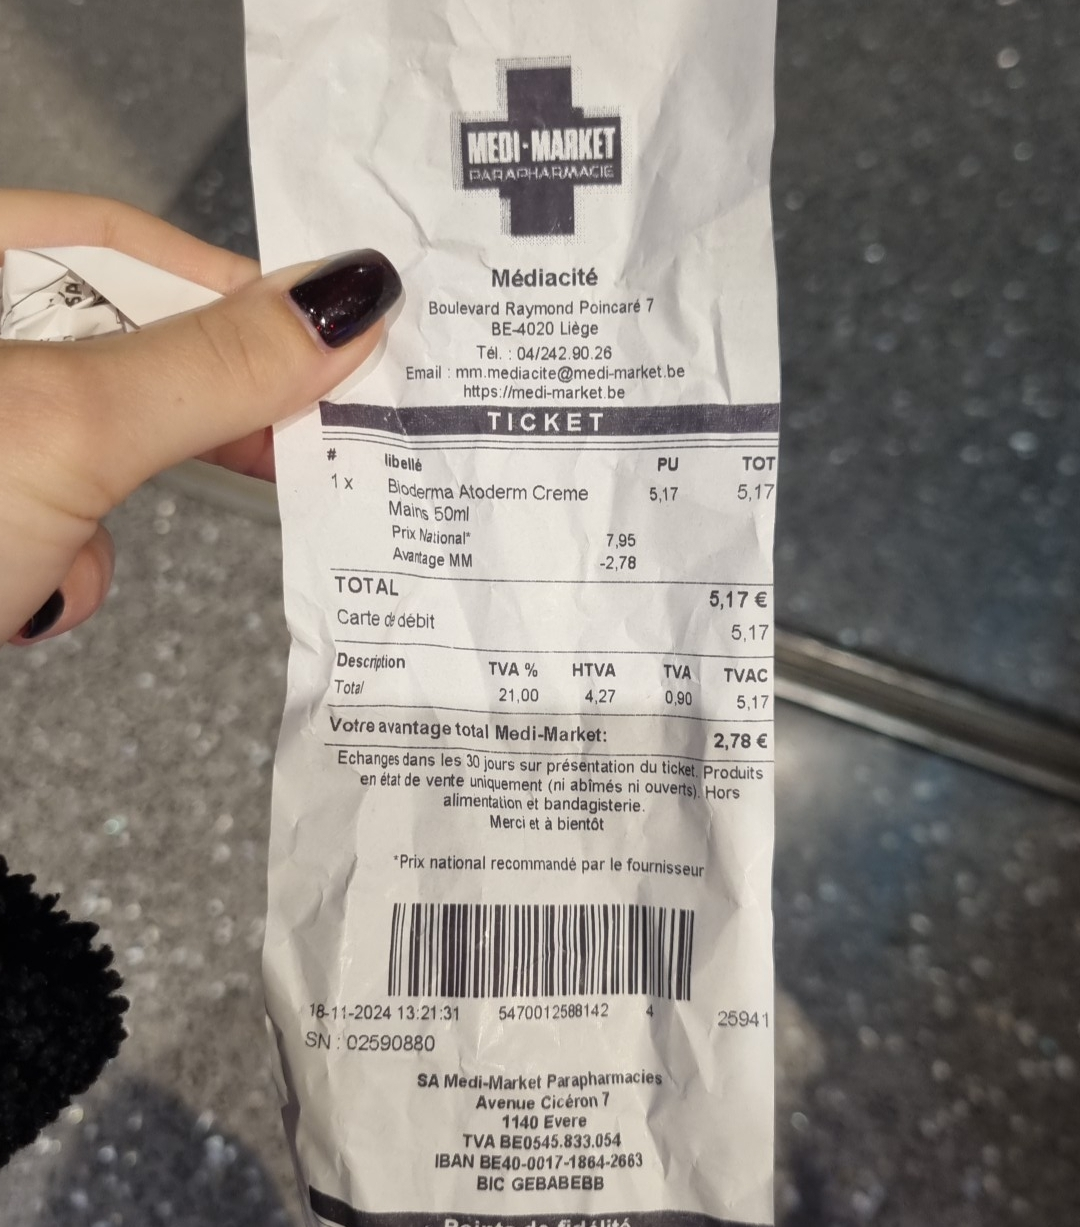 MEDI-MARKET
PARAPHARMACIE
Médiacité
Boulevard Raymond Poincaré 7
BE-4020 Liège
Tél. : 04/242.90.26
Email : mm.mediacite@medi-market.be
https://medi-market.be
TICKET
# libellé PU TOT
1 x Bioderma Atoderm Creme 5,17 5,17
Mains 50ml
Prix National* 7,95
Avantage MM -2,78
TOTAL 5,17 €
Carte de débit 5,17
Description TVA % HTVA TVA TVAC
Total 21,00 4,27 0,90 5,17
Votre avantage total Medi-Market: 2,78 €
Echanges dans les 30 jours sur présentation du ticket. Produits
en état de vente uniquement (ni abîmés ni ouverts). Hors
alimentation et bandagisterie.
Merci et à bientôt
*Prix national recommandé par le fournisseur
18-11-2024 13:21:31 5470012588142 4 25941
SN : 02590880
SA Medi-Market Parapharmacies
Avenue Cicéron 7
1140 Evere
TVA BE0545.833.054
IBAN BE40-0017-1864-2663
BIC GEBABEBB
Points de fidélité